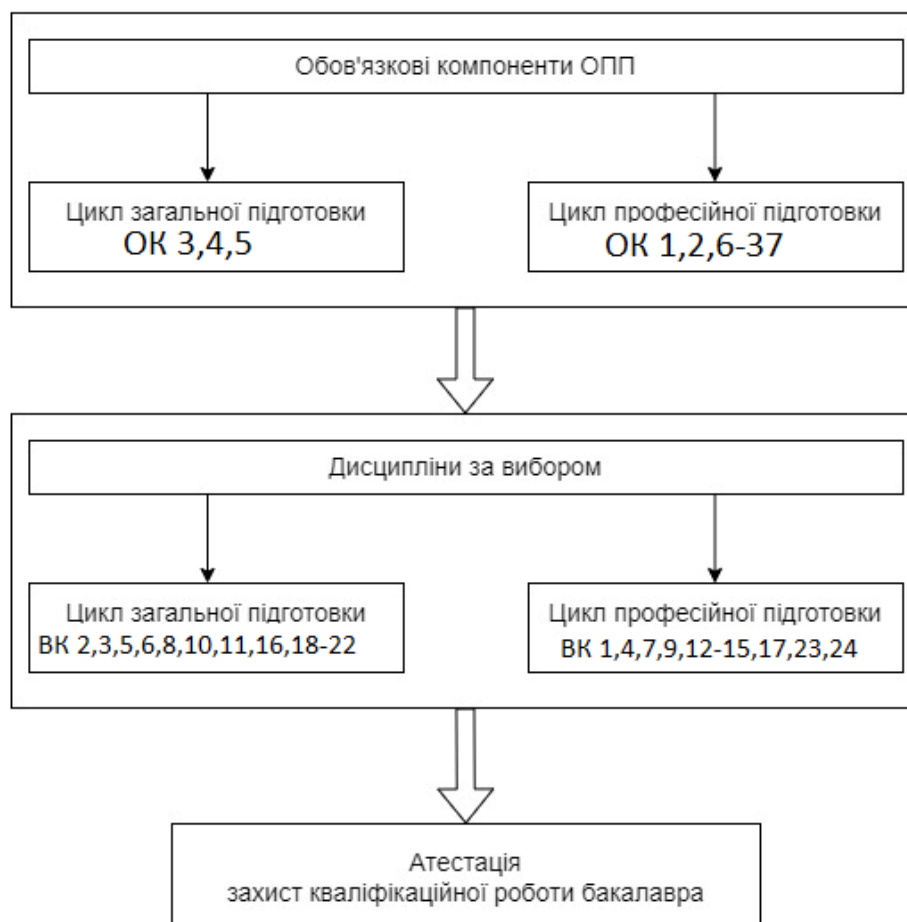 Обов'язкові компоненти ОПП
Цикл загальної підготовки
ОК 3,4,5
Цикл професійної підготовки
ОК 1,2,6-37
Дисципліни за вибором
Цикл загальної підготовки
ВК 2,3,5,6,8,10,11,16,18-22
Цикл професійної підготовки
ВК 1,4,7,9,12-15,17,23,24
Атестація
захист кваліфікаційної роботи бакалавра